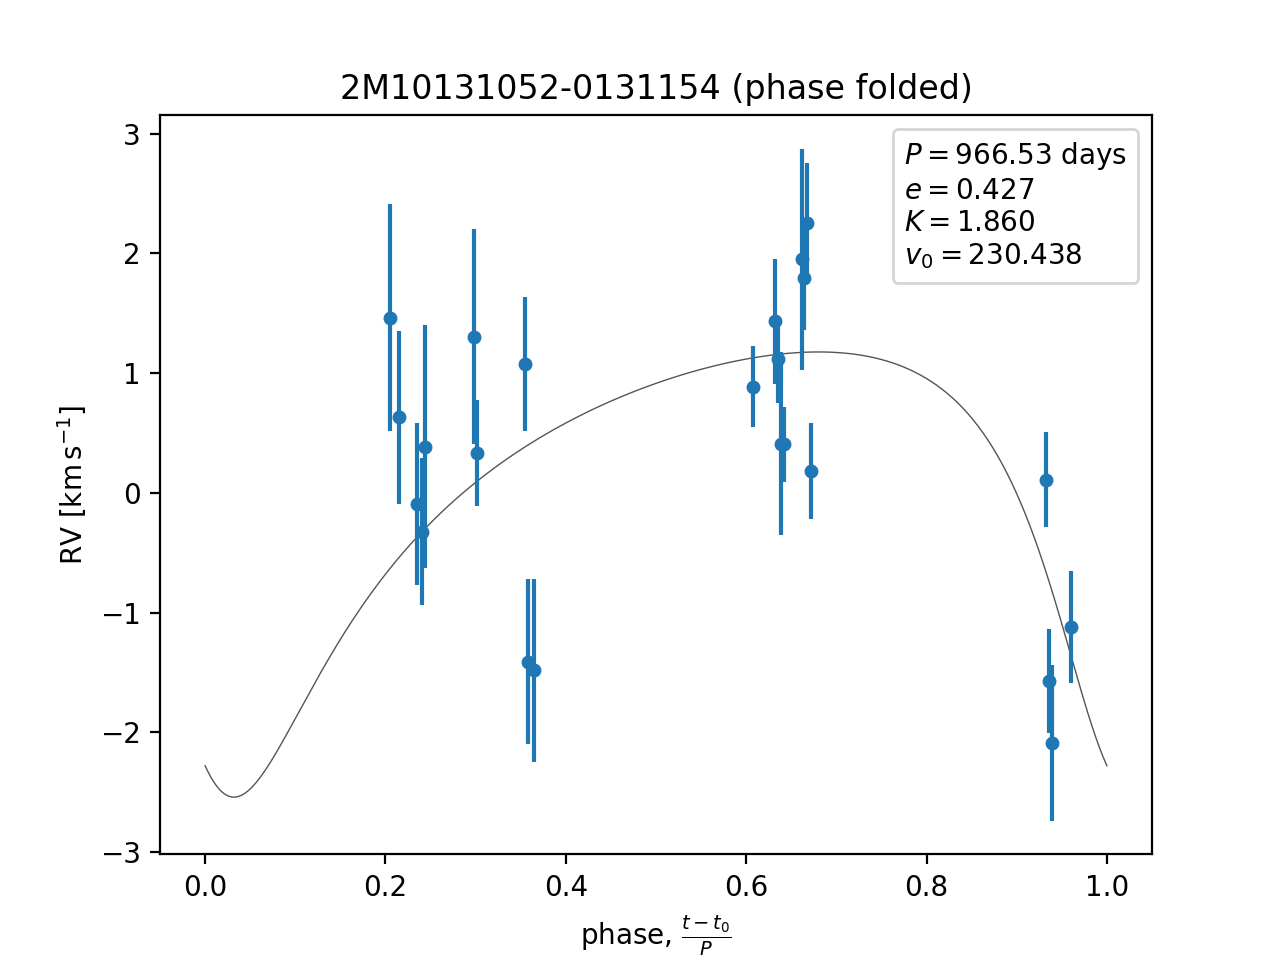 2M10131052-0131154 (phase folded)
P = 966.53 days
e = 0.427
K = 1.860
v₀ = 230.438
3
2
1
0
−1
−2
−3
RV [km s⁻¹]
0.0 0.2 0.4 0.6 0.8 1.0
phase, (t − t₀)/P